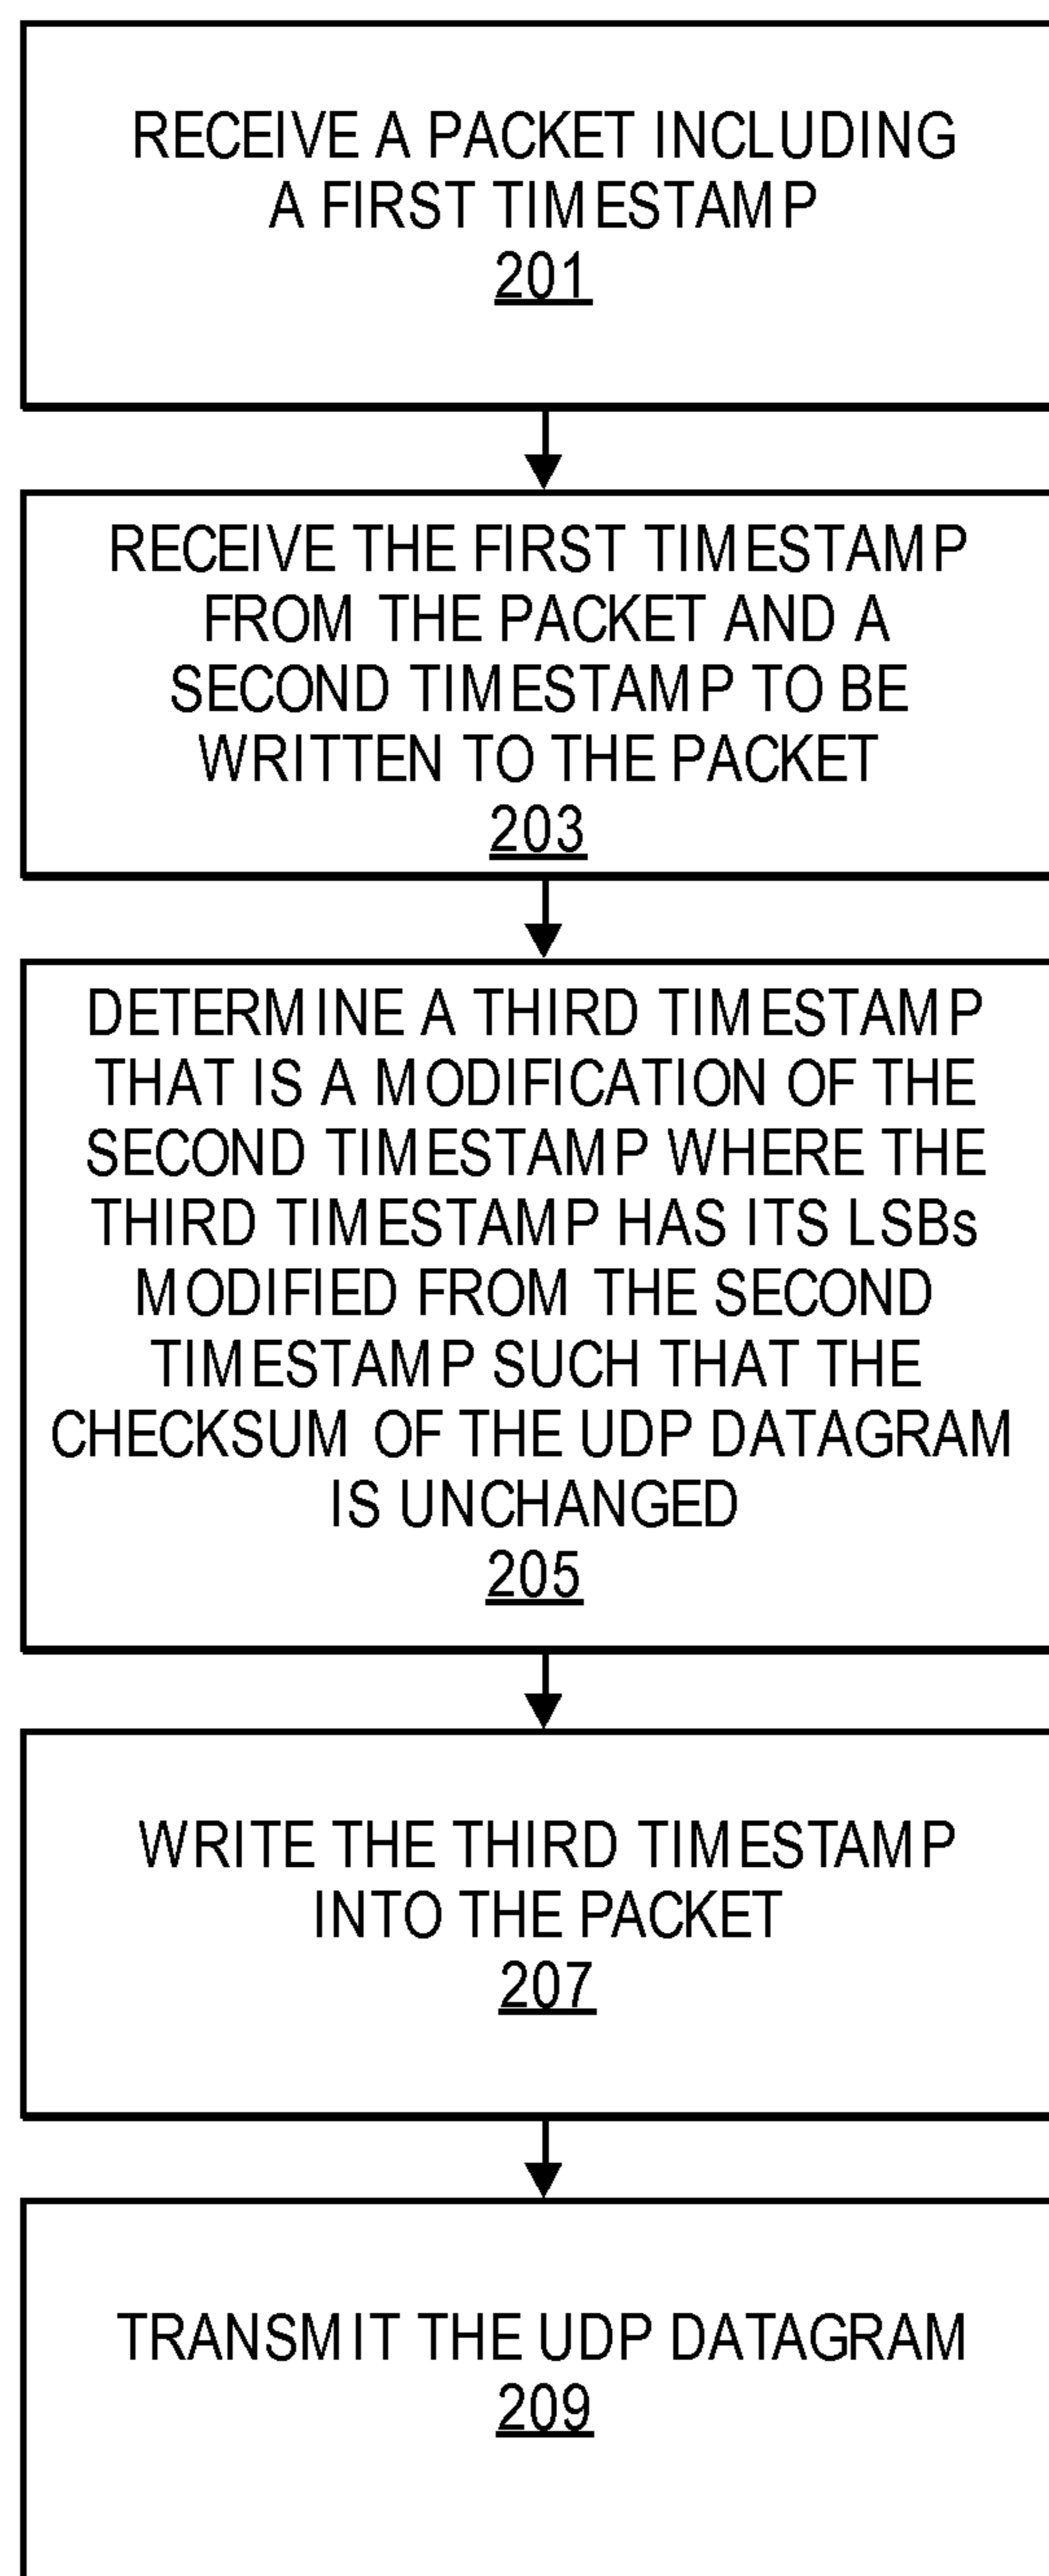 RECEIVE A PACKET INCLUDING
A FIRST TIMESTAMP
201
RECEIVE THE FIRST TIMESTAMP
FROM THE PACKET AND A
SECOND TIMESTAMP TO BE
WRITTEN TO THE PACKET
203
DETERMINE A THIRD TIMESTAMP
THAT IS A MODIFICATION OF THE
SECOND TIMESTAMP WHERE THE
THIRD TIMESTAMP HAS ITS LSBs
MODIFIED FROM THE SECOND
TIMESTAMP SUCH THAT THE
CHECKSUM OF THE UDP DATAGRAM
IS UNCHANGED
205
WRITE THE THIRD TIMESTAMP
INTO THE PACKET
207
TRANSMIT THE UDP DATAGRAM
209